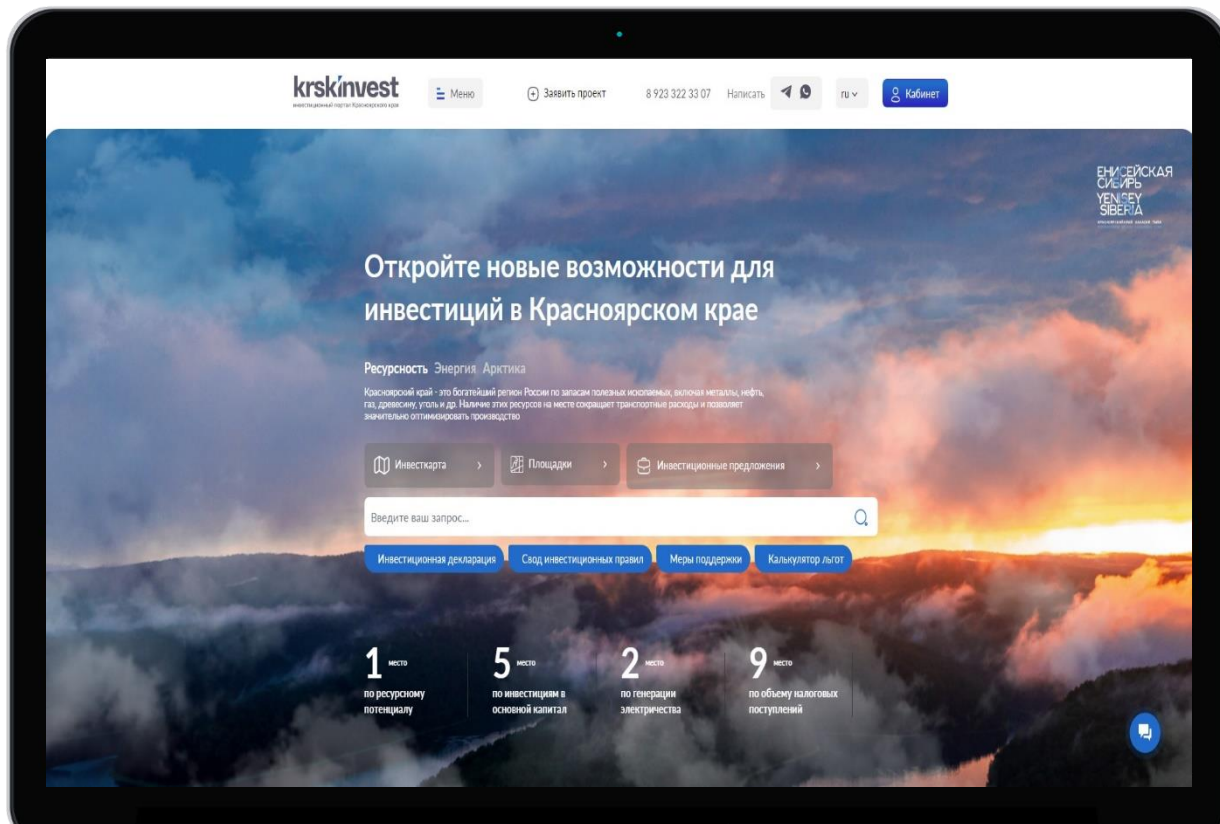 krskinvest
инвестиционный портал Красноярского края
Меню
Заявить проект
8 923 322 33 07
Написать
ru
Кабинет
ЕНИСЕЙСКАЯ
СИБИРЬ
YENISEY
SIBERIA
Откройте новые возможности для
инвестиций в Красноярском крае
Ресурсность Энергия Арктика
Красноярский край - это богатейший регион России по запасам полезных ископаемых, включая металлы, нефть,
газ, древесину, уголь и др. Наличие этих ресурсов на месте сокращает транспортные расходы и позволяет
значительно оптимизировать производство
Инвесткарта
Площадки
Инвестиционные предложения
Введите ваш запрос...
Инвестиционная декларация
Свод инвестиционных правил
Меры поддержки
Калькулятор льгот
1 место
по ресурсному
потенциалу
5 место
по инвестициям в
основной капитал
2 место
по генерации
электричества
9 место
по объему налоговых
поступлений